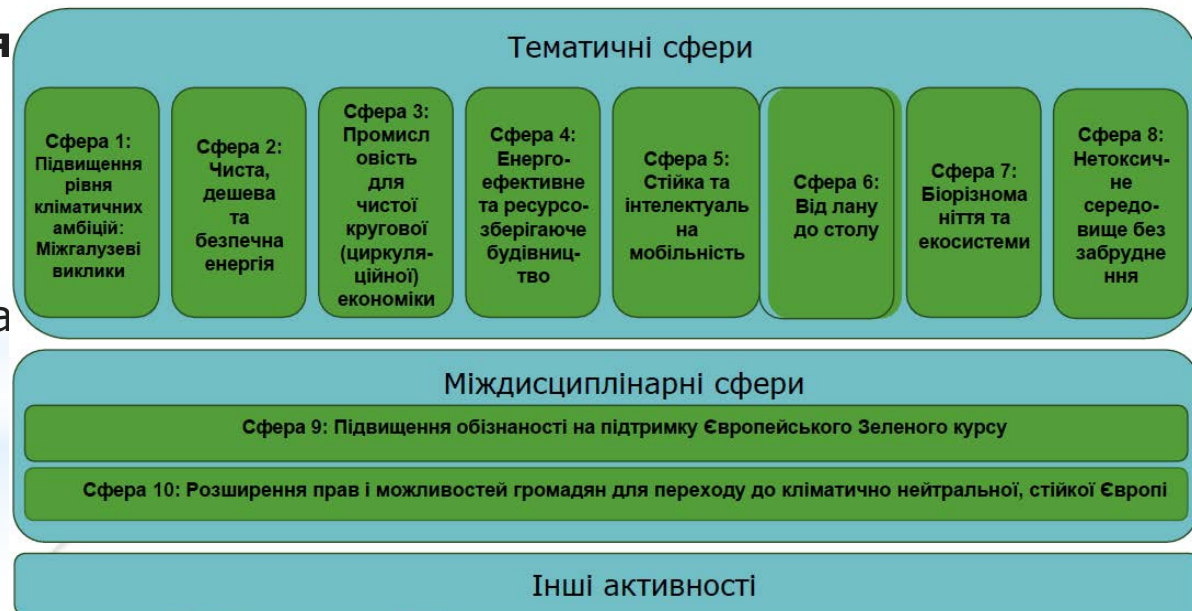 я
Тематичні сфери
Сфера 1:
Підвищення
рівня
кліматичних
амбіцій:
Міжгалузеві
виклики
Сфера 2:
Чиста,
дешева
та
безпечна
енергія
Сфера 3:
Промисл
овість
для
чистої
кругової
(циркуля-
ційної)
економіки
Сфера 4:
Енерго-
ефективне
та ресурсо-
зберігаюче
будівниц-
тво
Сфера 5:
Стійка та
інтелектуаль
на
мобільність
Сфера 6:
Від лану
до столу
Сфера 7:
Біорізнома
ніття та
екосистеми
Сфера 8:
Нетоксич-
не
середо-
вище без
забрудне
ння
а
Міждисциплінарні сфери
Сфера 9: Підвищення обізнаності на підтримку Європейського Зеленого курсу
Сфера 10: Розширення прав і можливостей громадян для переходу до кліматично нейтральної, стійкої Європі
Інші активності